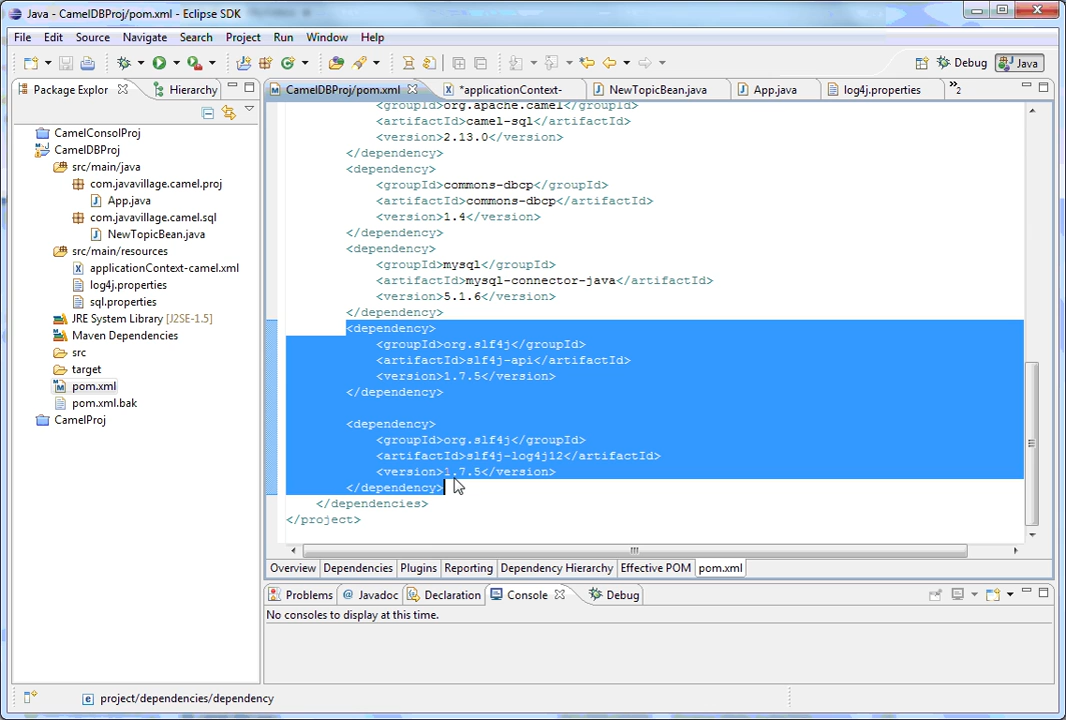 Java - CamelDBProj/pom.xml - Eclipse SDK
File Edit Source Navigate Search Project Run Window Help
Debug Java
Package Explor Hierarchy
CamelConsolProj
CamelDBProj
src/main/java
com.javavillage.camel.proj
App.java
com.javavillage.camel.sql
NewTopicBean.java
src/main/resources
applicationContext-camel.xml
log4j.properties
sql.properties
JRE System Library [J2SE-1.5]
Maven Dependencies
src
target
pom.xml
pom.xml.bak
CamelProj
CamelDBProj/pom.xml *applicationContext- NewTopicBean.java App.java log4j.properties »2
<groupId>org.apache.camel</groupId>
<artifactId>camel-sql</artifactId>
<version>2.13.0</version>
</dependency>
<dependency>
<groupId>commons-dbcp</groupId>
<artifactId>commons-dbcp</artifactId>
<version>1.4</version>
</dependency>
<dependency>
<groupId>mysql</groupId>
<artifactId>mysql-connector-java</artifactId>
<version>5.1.6</version>
</dependency>
<dependency>
<groupId>org.slf4j</groupId>
<artifactId>slf4j-api</artifactId>
<version>1.7.5</version>
</dependency>
<dependency>
<groupId>org.slf4j</groupId>
<artifactId>slf4j-log4j12</artifactId>
<version>1.7.5</version>
</dependency>
</dependencies>
</project>
Overview Dependencies Plugins Reporting Dependency Hierarchy Effective POM pom.xml
Problems @ Javadoc Declaration Console Debug
No consoles to display at this time.
project/dependencies/dependency